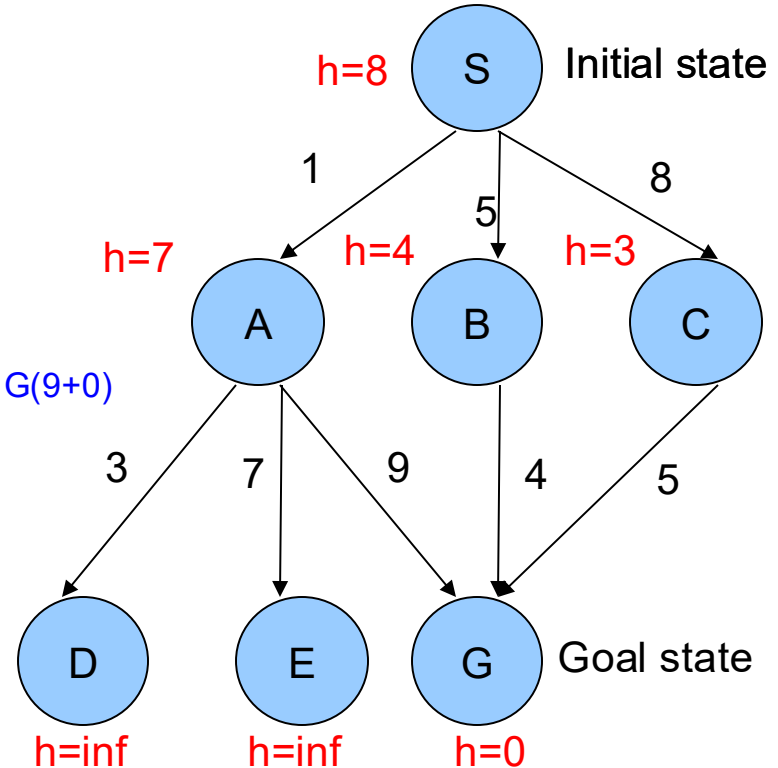 h=8
S
Initial state
1
5
8
h=7
h=4
h=3
A
B
C
G(9+0)
3
7
9
4
5
D
E
G
Goal state
h=inf
h=inf
h=0